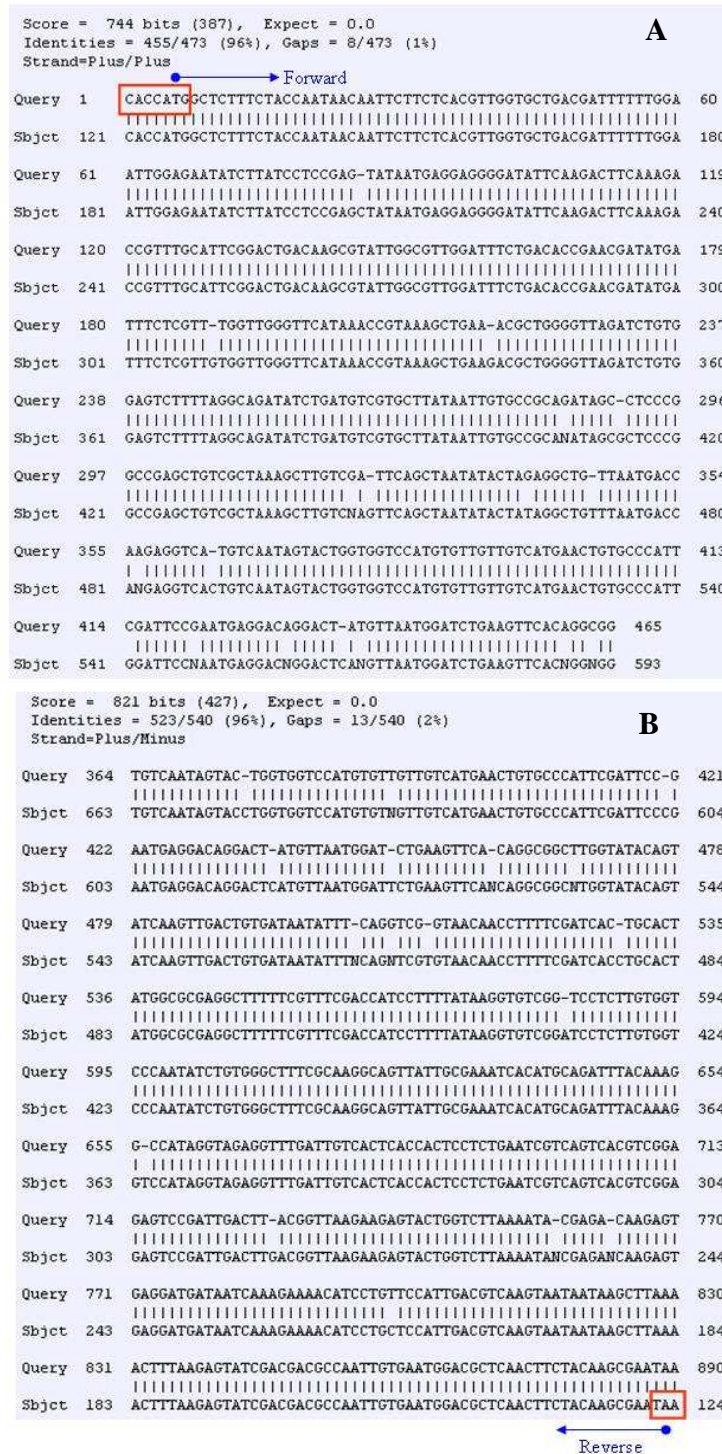 Score = 744 bits (387), Expect = 0.0
A
Identities = 455/473 (96%), Gaps = 8/473 (1%)
Strand=Plus/Plus
Forward
Query 1 CACCATGGCTCTTTCTACCAATAACAATTCTTCTCACGTTGGTGCTGACGATTTTTTGGA 60
Sbjct 121 CACCATGGCTCTTTCTACCAATAACAATTCTTCTCACGTTGGTGCTGACGATTTTTTGGA 180
Query 61 ATTGGAGAATATCTTATCCTCCGAG-TATAATGAGGAGGGGATATTCAAGACTTCAAAGA 119
Sbjct 181 ATTGGAGAATATCTTATCCTCCGAGCTATAATGAGGAGGGGATATTCAAGACTTCAAAGA 240
Query 120 CCGTTTGCATTCGGACTGACAAGCGTATTGGCGTTGGATTTCTGACACCGAACGATATGA 179
Sbjct 241 CCGTTTGCATTCGGACTGACAAGCGTATTGGCGTTGGATTTCTGACACCGAACGATATGA 300
Query 180 TTTCTCGTT-TGGTTGGGTTCATAAACCGTAAAGCTGAA-ACGCTGGGGTTAGATCTGTG 237
Sbjct 301 TTTCTCGTTGTGGTTGGGTTCATAAACCGTAAAGCTGAAGACGCTGGGGTTAGATCTGTG 360
Query 238 GAGTCTTTTAGGCAGATATCTGATGTCGTGCTTATAATTGTGCCGCAGATAGC-CTCCCG 296
Sbjct 361 GAGTCTTTTAGGCAGATATCTGATGTCGTGCTTATAATTGTGCCGCANATAGCGCTCCCG 420
Query 297 GCCGAGCTGTCGCTAAAGCTTGTCGA-TTCAGCTAATATACTAGAGGCTG-TTAATGACC 354
Sbjct 421 GCCGAGCTGTCGCTAAAGCTTGTCNAGTTCAGCTAATATACTATAGGCTGTTTAATGACC 480
Query 355 AAGAGGTCA-TGTCAATAGTACTGGTGGTCCATGTGTTGTTGTCATGAACTGTGCCCATT 413
Sbjct 481 ANGAGGTCACTGTCAATAGTACTGGTGGTCCATGTGTTGTTGTCATGAACTGTGCCCATT 540
Query 414 CGATTCCGAATGAGGACAGGACT-ATGTTAATGGATCTGAAGTTCACAGGCGG 465
Sbjct 541 GGATTCCNAATGAGGACNGGACTCANGTTAATGGATCTGAAGTTCACNGGNGG 593
Score = 821 bits (427), Expect = 0.0
B
Identities = 523/540 (96%), Gaps = 13/540 (2%)
Strand=Plus/Minus
Query 364 TGTCAATAGTAC-TGGTGGTCCATGTGTTGTTGTCATGAACTGTGCCCATTCGATTCC-G 421
Sbjct 663 TGTCAATAGTACCTGGTGGTCCATGTGTNGTTGTCATGAACTGTGCCCATTCGATTCCCG 604
Query 422 AATGAGGACAGGACT-ATGTTAATGGAT-CTGAAGTTCA-CAGGCGGCTTGGTATACAGT 478
Sbjct 603 AATGAGGACAGGACTCATGTTAATGGATTCTGAAGTTCANCAGGCGGCNTGGTATACAGT 544
Query 479 ATCAAGTTGACTGTGATAATATTT-CAGGTCG-GTAACAACCTTTTCGATCAC-TGCACT 535
Sbjct 543 ATCAAGTTGACTGTGATAATATTTNCAGNTCGTGTAACAACCTTTTCGATCACCTGCACT 484
Query 536 ATGGCGCGAGGCTTTTTCGTTTCGACCATCCTTTTATAAGGTGTCGG-TCCTCTTGTGGT 594
Sbjct 483 ATGGCGCGAGGCTTTTTCGTTTCGACCATCCTTTTATAAGGTGTCGGATCCTCTTGTGGT 424
Query 595 CCCAATATCTGTGGGCTTTCGCAAGGCAGTTATTGCGAAATCACATGCAGATTTACAAAG 654
Sbjct 423 CCCAATATCTGTGGGCTTTCGCAAGGCAGTTATTGCGAAATCACATGCAGATTTACAAAG 364
Query 655 G-CCATAGGTAGAGGTTTGATTGTCACTCACCACTCCTCTGAATCGTCAGTCACGTCGGA 713
Sbjct 363 GTCCATAGGTAGAGGTTTGATTGTCACTCACCACTCCTCTGAATCGTCAGTCACGTCGGA 304
Query 714 GAGTCCGATTGACTT-ACGGTTAAGAAGAGTACTGGTCTTAAAATA-CGAGA-CAAGAGT 770
Sbjct 303 GAGTCCGATTGACTTGACGGTTAAGAAGAGTACTGGTCTTAAAATANCGAGANCAAGAGT 244
Query 771 GAGGATGATAATCAAAGAAAACATCCTGTTCCATTGACGTCAAGTAATAATAAGCTTAAA 830
Sbjct 243 GAGGATGATAATCAAAGAAAACATCCTGCTCCATTGACGTCAAGTAATAATAAGCTTAAA 184
Query 831 ACTTTAAGAGTATCGACGACGCCAATTGTGAATGGACGCTCAACTTCTACAAGCGAATAA 890
Sbjct 183 ACTTTAAGAGTATCGACGACGCCAATTGTGAATGGACGCTCAACTTCTACAAGCGAATAA 124
Reverse